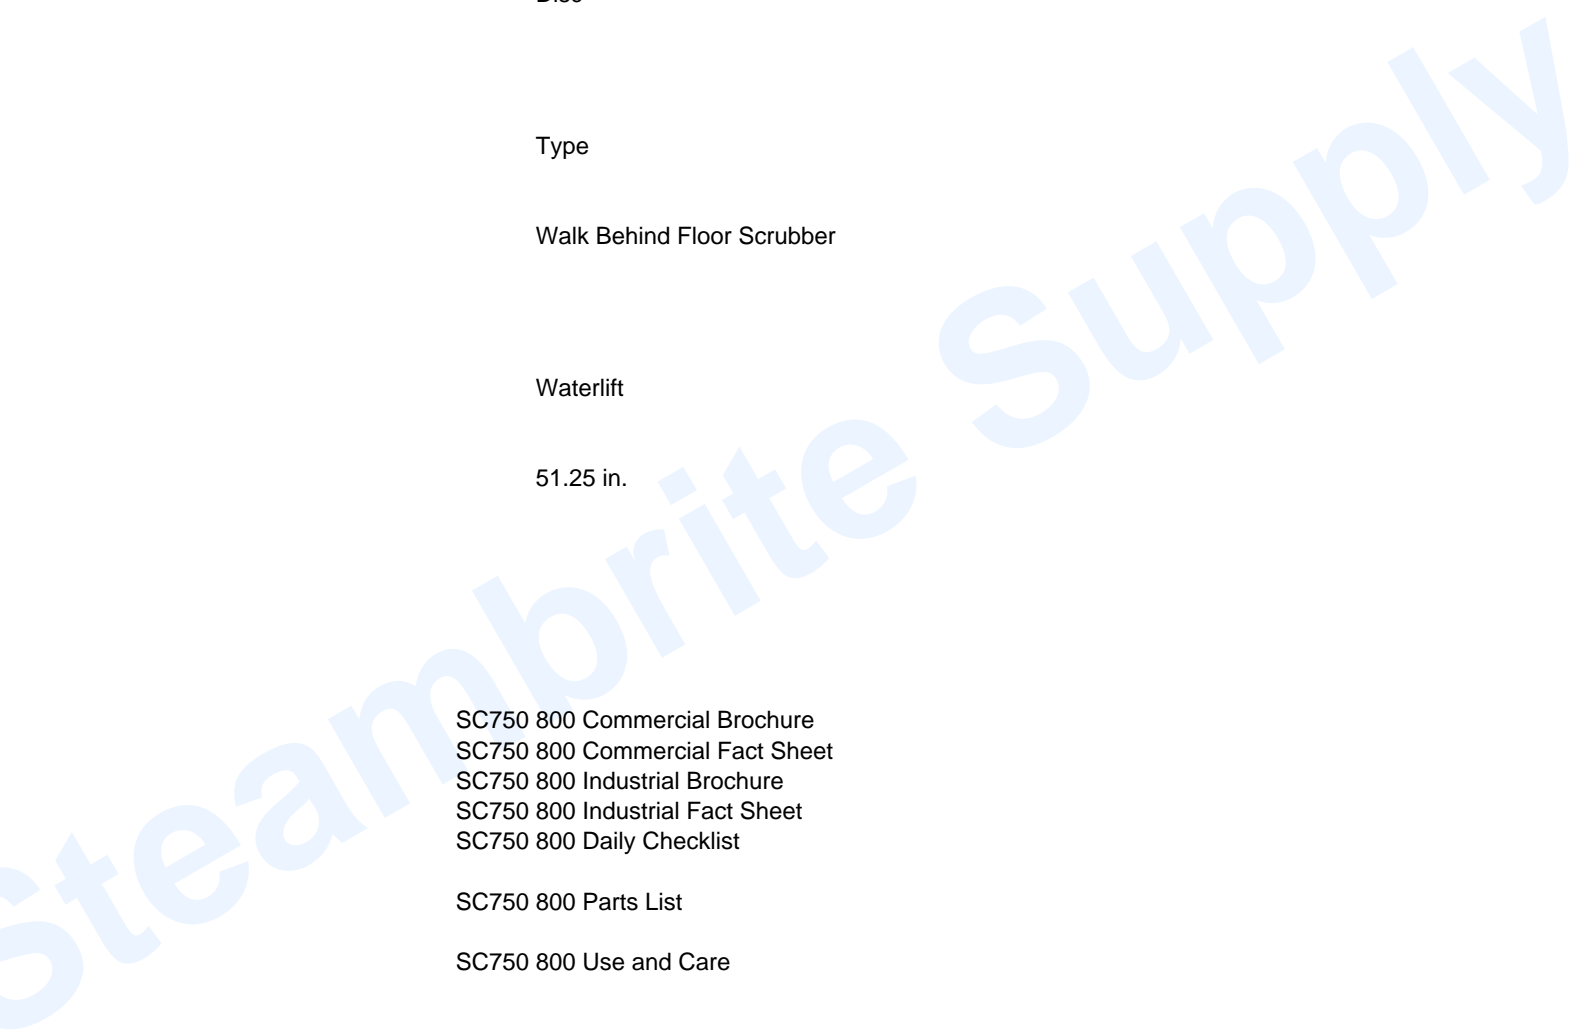 Type
Walk Behind Floor Scrubber
Waterlift
51.25 in.
SC750 800 Commercial Brochure
SC750 800 Commercial Fact Sheet
SC750 800 Industrial Brochure
SC750 800 Industrial Fact Sheet
SC750 800 Daily Checklist
SC750 800 Parts List
SC750 800 Use and Care
Steambrite Supply